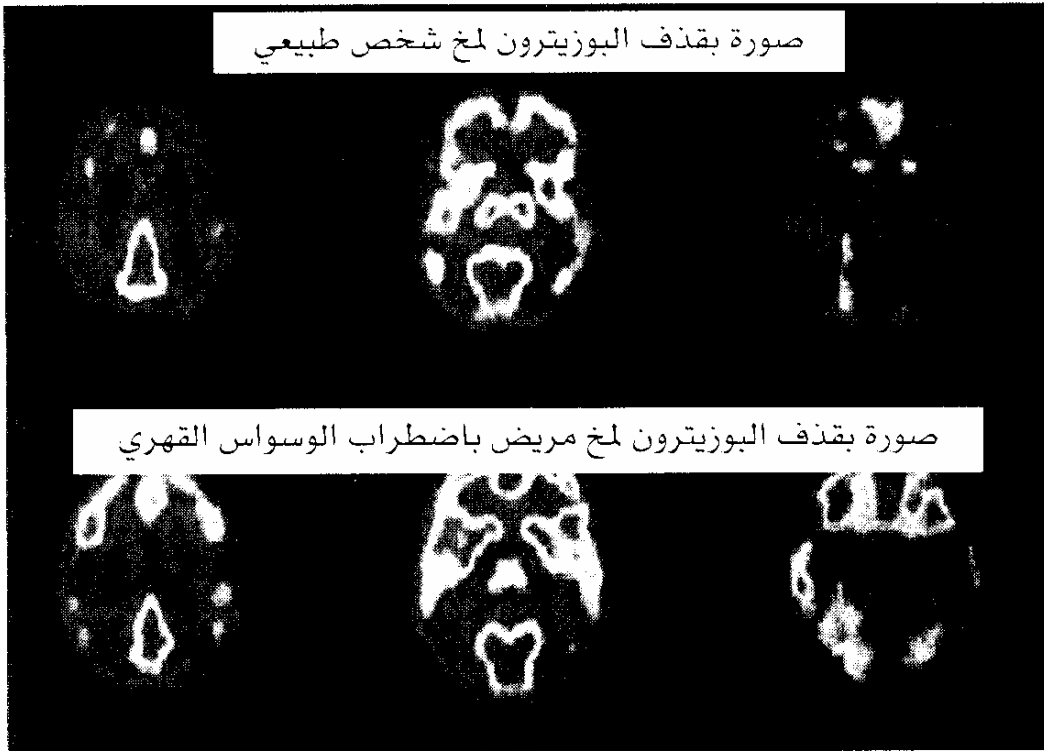 صورة بقذف البوزيترون لمخ شخص طبيعي
صورة بقذف البوزيترون لمخ مريض باضطراب الوسواس القهري